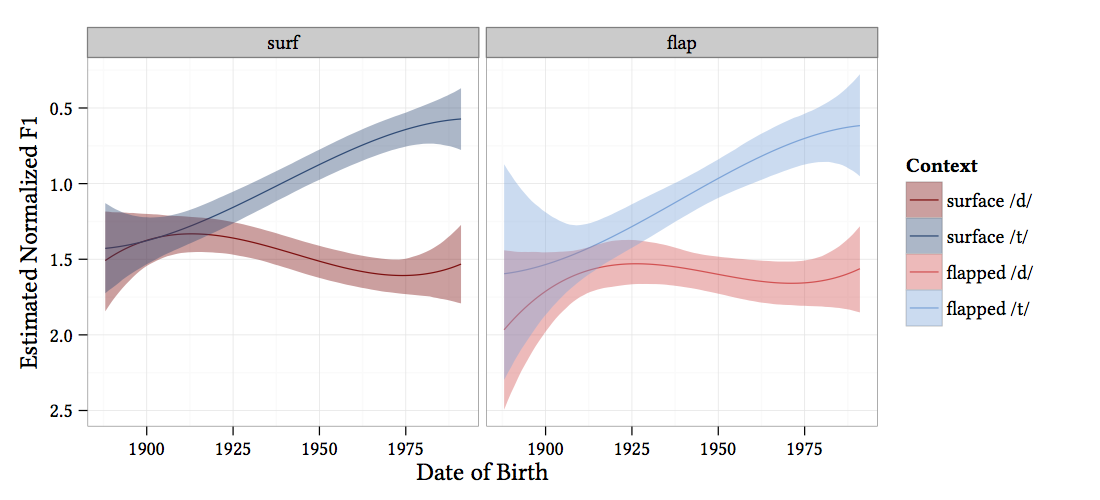 surf
flap
Estimated Normalized F1
0.5
1.0
1.5
2.0
2.5
1900 1925 1950 1975
1900 1925 1950 1975
Date of Birth
Context
surface /d/
surface /t/
flapped /d/
flapped /t/